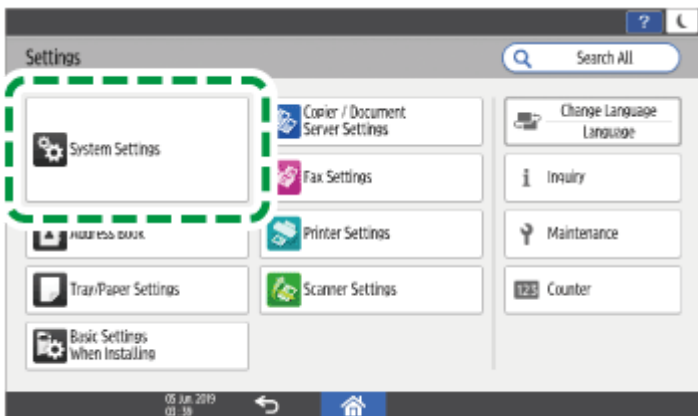 ?
Settings
Search All
System Settings
Copier / Document
Server Settings
Change Language
Language
Fax Settings
i Inquiry
Address Book
Printer Settings
Maintenance
Tray/Paper Settings
Scanner Settings
123 Counter
Basic Settings
When Installing
05 Jun 2019
03:39